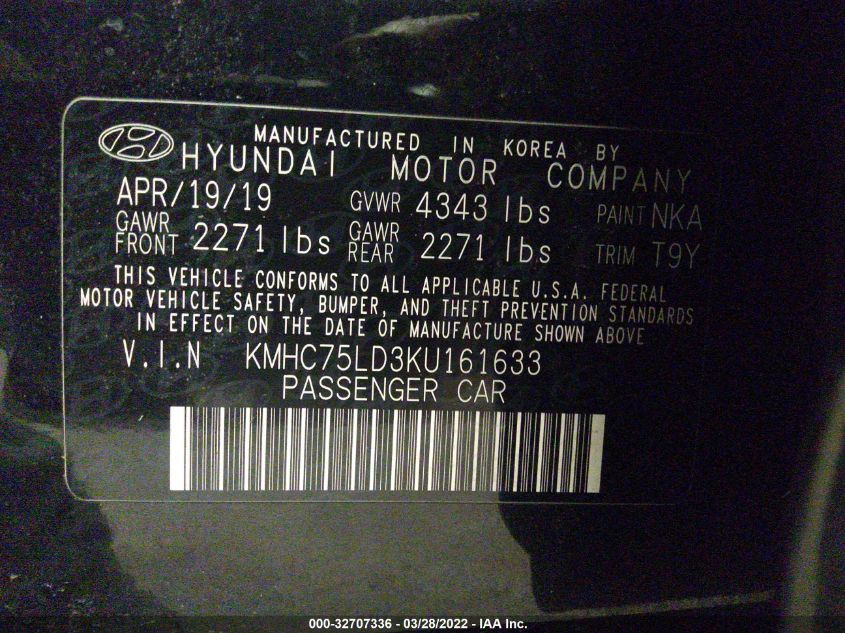 MANUFACTURED IN KOREA BY
HYUNDAI MOTOR COMPANY
APR/19/19 GVWR 4343 lbs PAINT NKA
GAWR FRONT 2271 lbs GAWR REAR 2271 lbs TRIM T9Y
THIS VEHICLE CONFORMS TO ALL APPLICABLE U.S.A. FEDERAL
MOTOR VEHICLE SAFETY, BUMPER, AND THEFT PREVENTION STANDARDS
IN EFFECT ON THE DATE OF MANUFACTURE SHOWN ABOVE
V.I.N KMHC75LD3KU161633
PASSENGER CAR
000-32707336 - 03/28/2022 - IAA Inc.